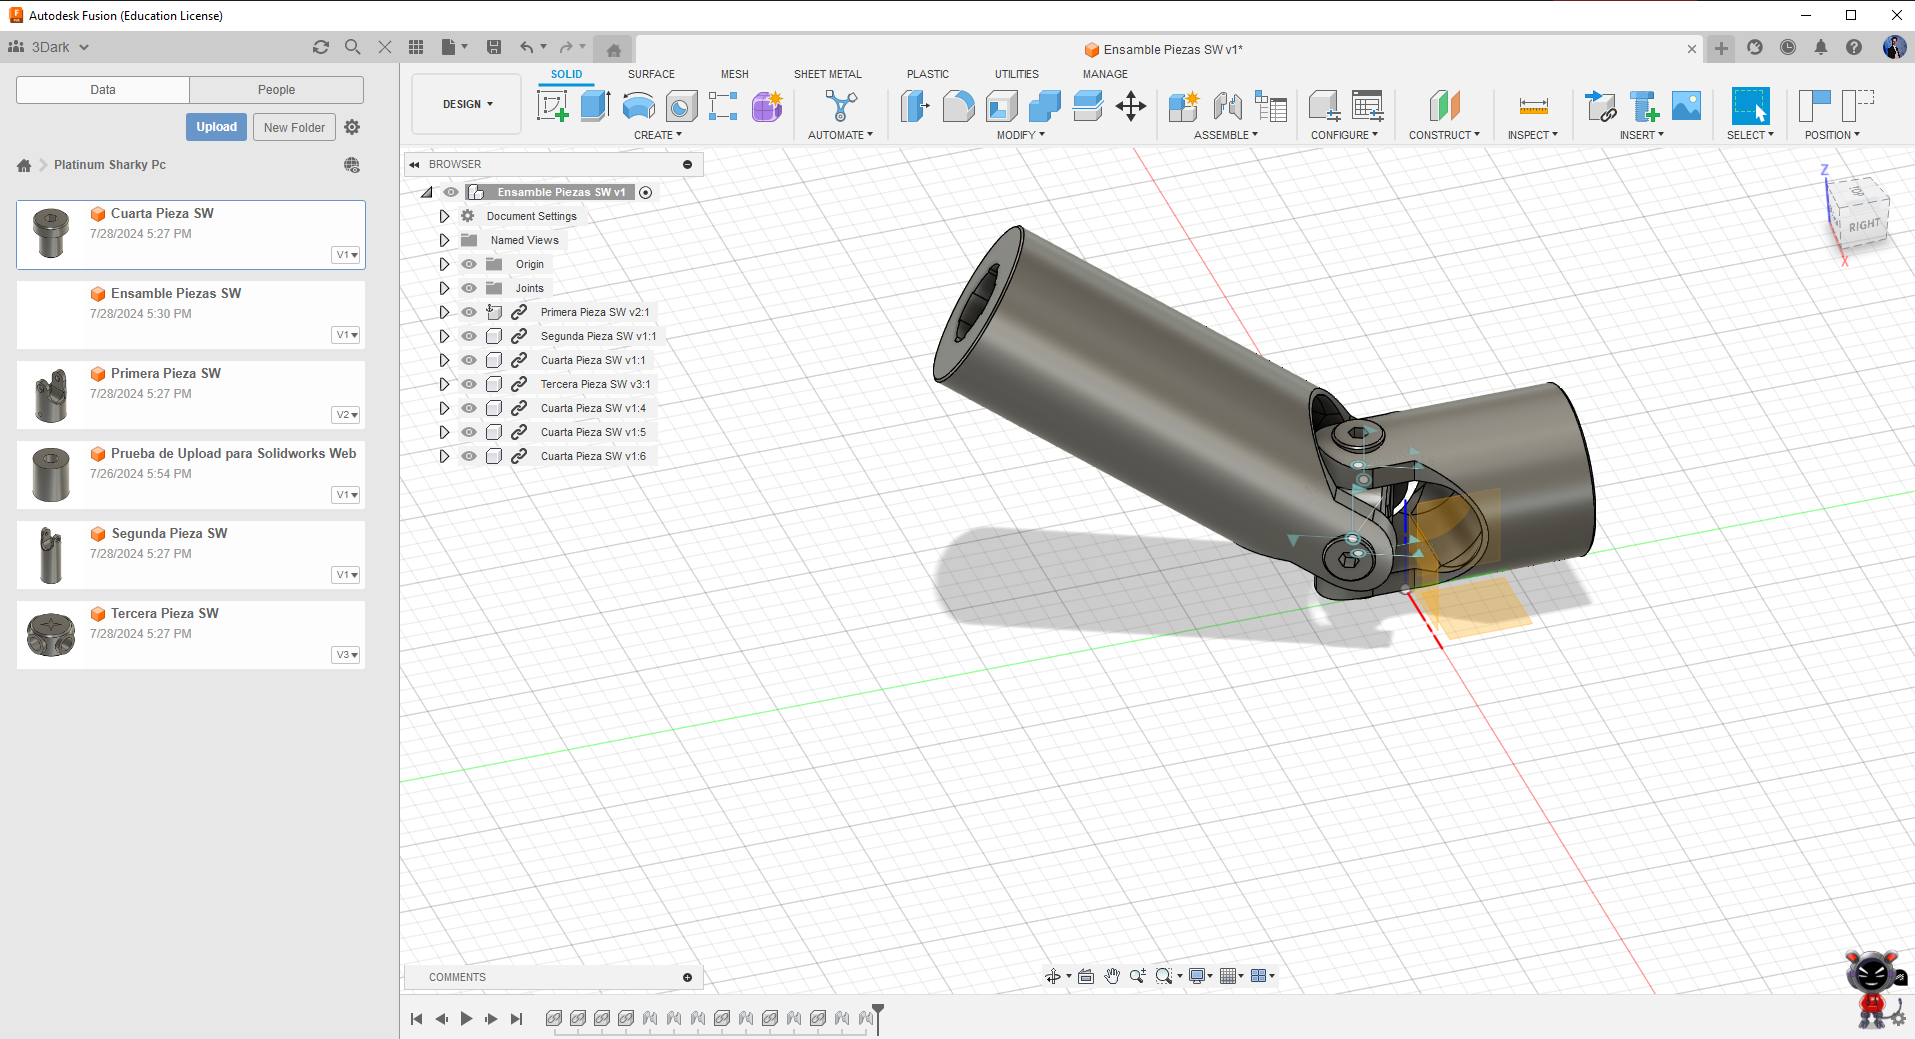 Autodesk Fusion (Education License)
3Dark
Ensamble Piezas SW v1*
Data
People
Upload
New Folder
Platinum Sharky Pc
Cuarta Pieza SW
7/28/2024 5:27 PM
V1
Ensamble Piezas SW
7/28/2024 5:30 PM
V1
Primera Pieza SW
7/28/2024 5:27 PM
V2
Prueba de Upload para Solidworks Web
7/26/2024 5:54 PM
V1
Segunda Pieza SW
7/28/2024 5:27 PM
V1
Tercera Pieza SW
7/28/2024 5:27 PM
V3
DESIGN
SOLID
SURFACE
MESH
SHEET METAL
PLASTIC
UTILITIES
MANAGE
CREATE
AUTOMATE
MODIFY
ASSEMBLE
CONFIGURE
CONSTRUCT
INSPECT
INSERT
SELECT
POSITION
BROWSER
Ensamble Piezas SW v1
Document Settings
Named Views
Origin
Joints
Primera Pieza SW v2:1
Segunda Pieza SW v1:1
Cuarta Pieza SW v1:1
Tercera Pieza SW v3:1
Cuarta Pieza SW v1:4
Cuarta Pieza SW v1:5
Cuarta Pieza SW v1:6
Z
TOP
RIGHT
X
COMMENTS